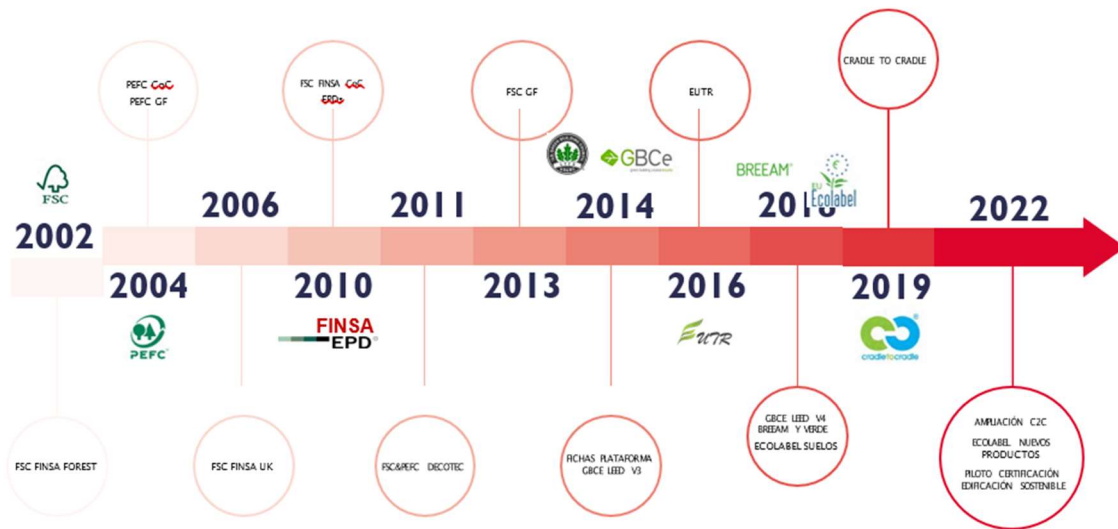 PEFC CoC
PEFC GF
FSC FINSA CoC
EPDs
FSC GF
EUTR
CRADLE TO CRADLE
FSC
GBCe
BREEAM®
EU
Ecolabel
2002
2006
2011
2014
2018
2022
2004
2010
2013
2016
2019
PEFC
FINSA
EPD®
EUTR
cradletocradle
FSC FINSA FOREST
FSC FINSA UK
FSC&PEFC DECOTEC
FICHAS PLATAFORMA
GBCE LEED V3
GBCE LEED V4
BREEAM Y VERDE
ECOLABEL SUELOS
AMPLIACIÓN C2C
ECOLABEL NUEVOS
PRODUCTOS
PILOTO CERTIFICACIÓN
EDIFICACIÓN SOSTENIBLE